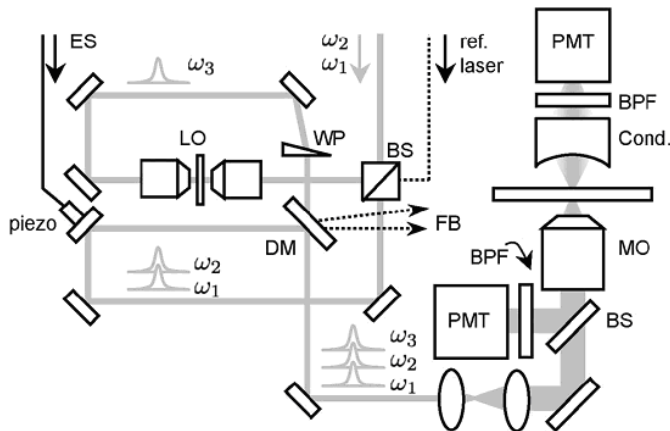 ES
ω₃
ω₂
ω₁
ref.
laser
PMT
BPF
Cond.
LO
WP
BS
piezo
DM
FB
MO
BPF
ω₂
ω₁
PMT
BS
ω₃
ω₂
ω₁